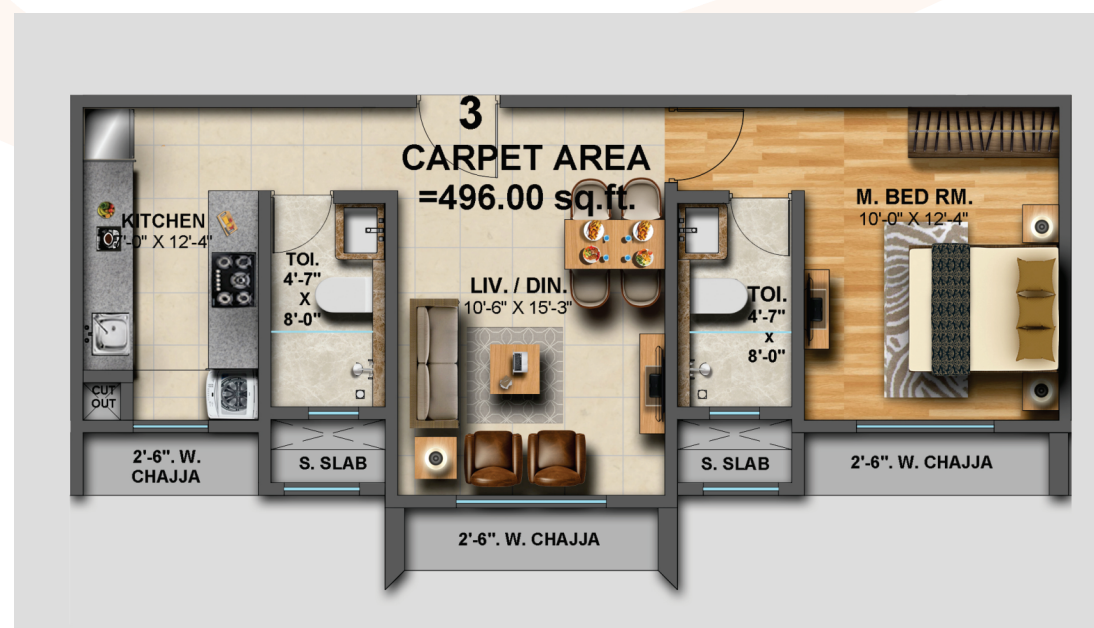 3
CARPET AREA
=496.00 sq.ft.
KITCHEN
7'-0" X 12'-4"
TOI.
4'-7"
X
8'-0"
LIV. / DIN.
10'-6" X 15'-3"
TOI.
4'-7"
x
8'-0"
M. BED RM.
10'-0" X 12'-4"
CUT
OUT
2'-6". W.
CHAJJA
S. SLAB
2'-6". W. CHAJJA
S. SLAB
2'-6". W. CHAJJA